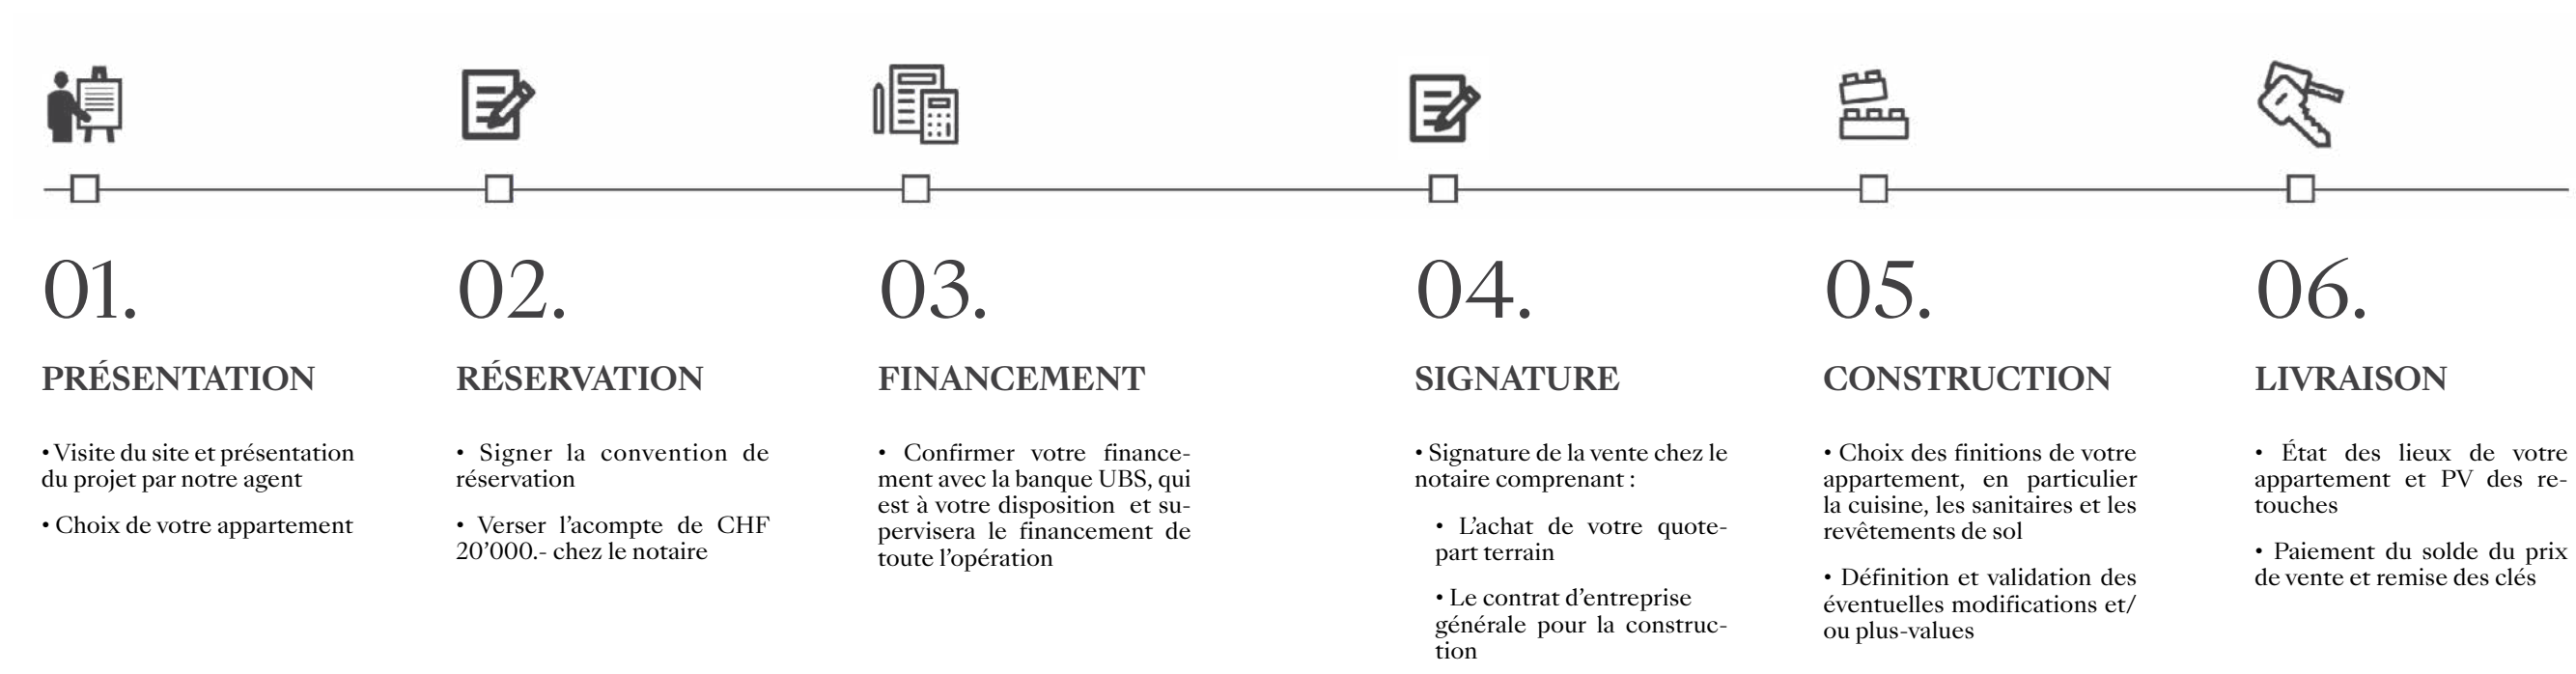 01.
PRÉSENTATION
• Visite du site et présentation
du projet par notre agent
• Choix de votre appartement
02.
RÉSERVATION
• Signer la convention de
réservation
• Verser l’acompte de CHF
20’000.- chez le notaire
03.
FINANCEMENT
• Confirmer votre finance-
ment avec la banque UBS, qui
est à votre disposition et su-
pervisera le financement de
toute l’opération
04.
SIGNATURE
• Signature de la vente chez le
notaire comprenant :
• L’achat de votre quote-
part terrain
• Le contrat d’entreprise
générale pour la construc-
tion
05.
CONSTRUCTION
• Choix des finitions de votre
appartement, en particulier
la cuisine, les sanitaires et les
revêtements de sol
• Définition et validation des
éventuelles modifications et/
ou plus-values
06.
LIVRAISON
• État des lieux de votre
appartement et PV des re-
touches
• Paiement du solde du prix
de vente et remise des clés